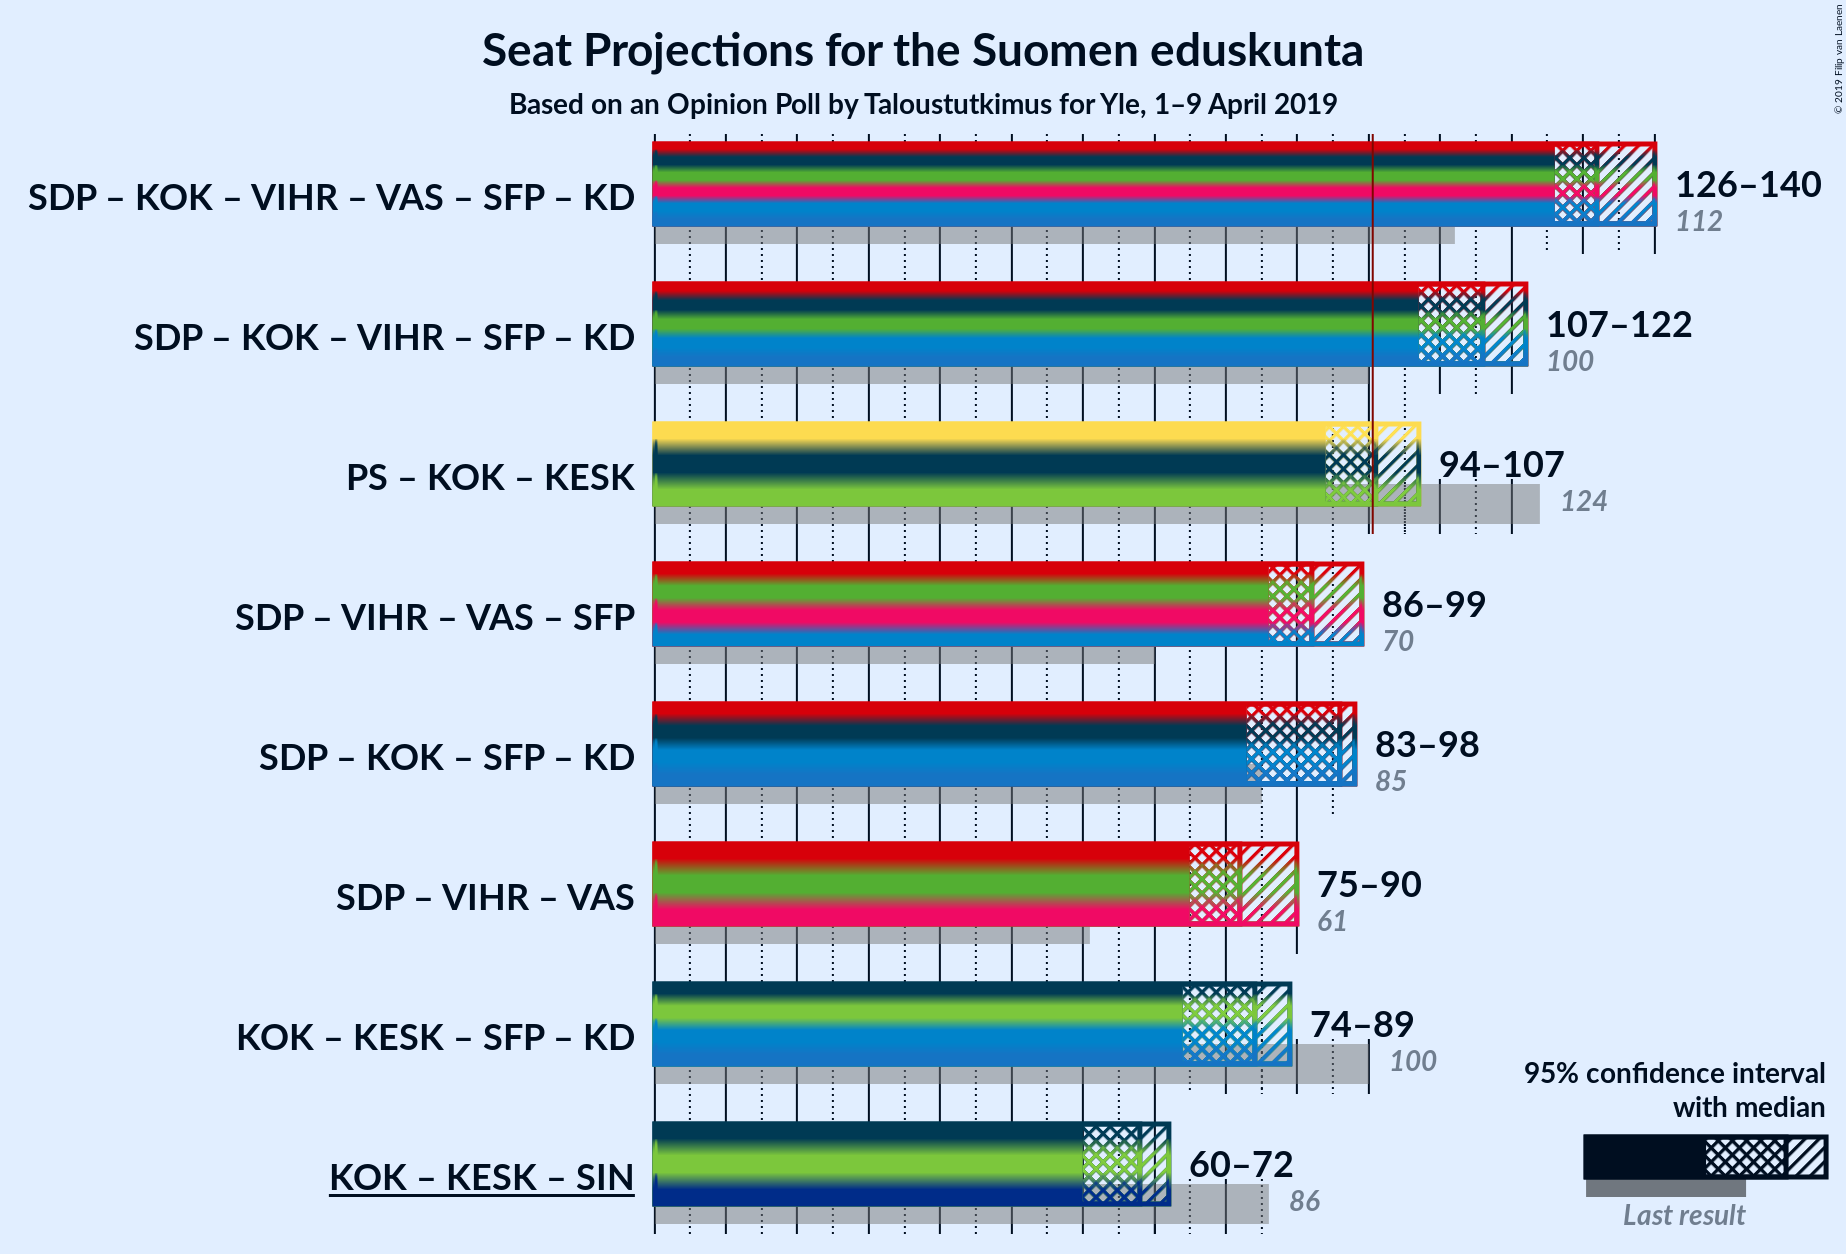 Seat Projections for the Suomen eduskunta
Based on an Opinion Poll by Taloustutkimus for Yle, 1–9 April 2019
© 2019 Filip van Laenen
SDP – KOK – VIHR – VAS – SFP – KD
126–140
112
SDP – KOK – VIHR – SFP – KD
107–122
100
PS – KOK – KESK
94–107
124
SDP – VIHR – VAS – SFP
86–99
70
SDP – KOK – SFP – KD
83–98
85
SDP – VIHR – VAS
75–90
61
KOK – KESK – SFP – KD
74–89
100
KOK – KESK – SIN
60–72
86
95% confidence interval
with median
Last result